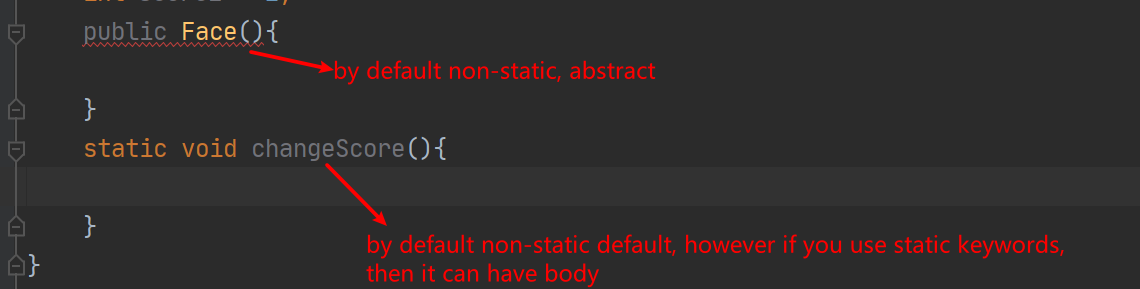 public Face(){
by default non-static, abstract
}
static void changeScore(){
}
by default non-static default, however if you use static keywords,
then it can have body
}